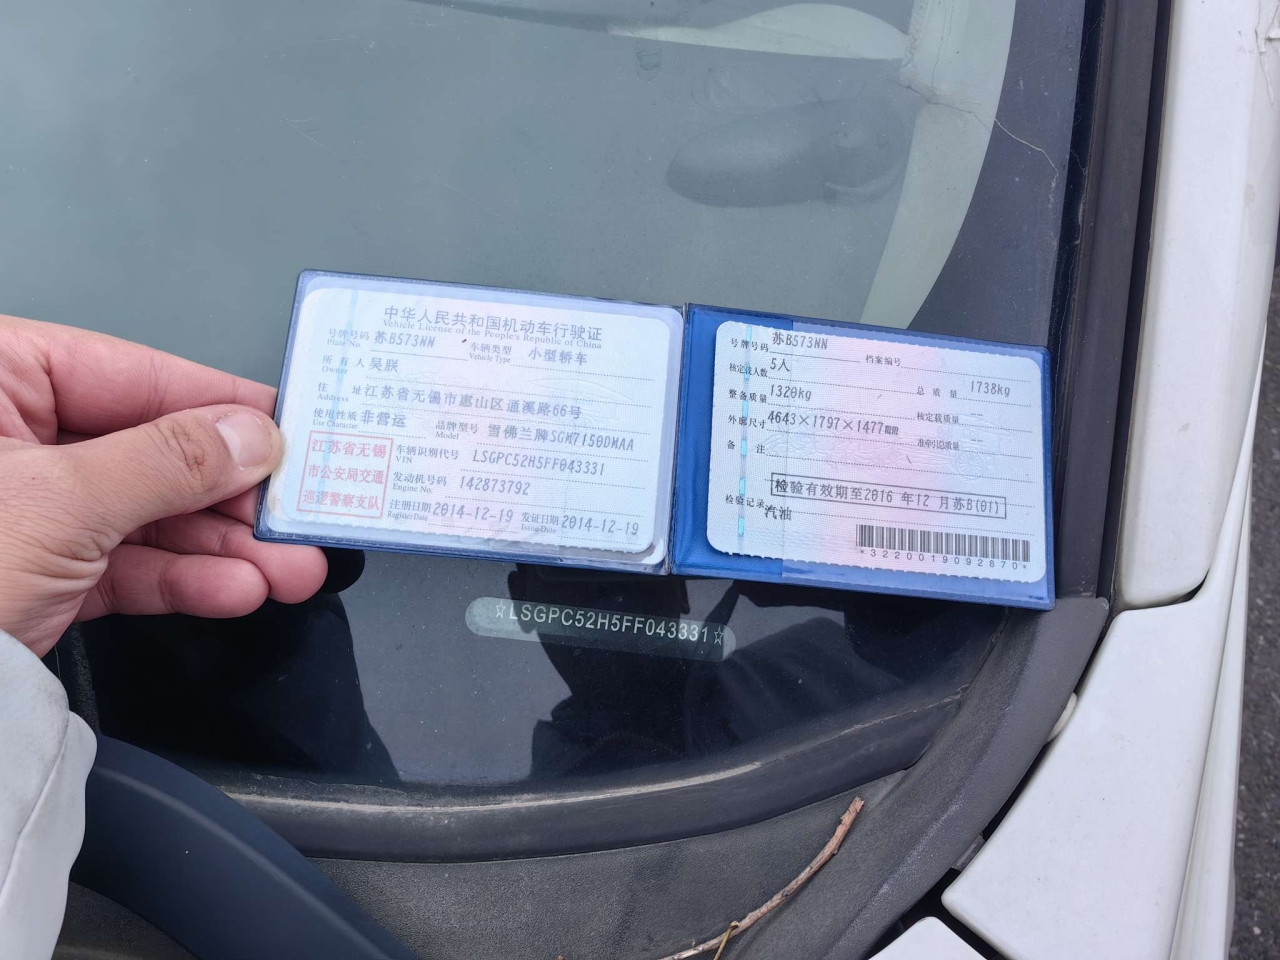 中华人民共和国机动车行驶证
Vehicle License of the People's Republic of China
号牌号码 苏B573NN 车辆类型 小型轿车
Plate No. Vehicle Type
所有人 吴朕
Owner
住址 江苏省无锡市惠山区通溪路66号
Address
使用性质 非营运 品牌型号 雪佛兰牌SGM7150DMAA
Use Character Model
江苏省无锡
市公安局交通
巡逻警察支队
车辆识别代号 LSGPC52H5FF043331
VIN
发动机号码 142873792
Engine No.
注册日期 2014-12-19 发证日期 2014-12-19
Register Date Issue Date
号牌号码 苏B573NN 档案编号
核定载人数 5人 总质量 1738kg
整备质量 1320kg 核定载质量 --
外廓尺寸 4643×1797×1477 准牵引总质量 --
备注
检验有效期至2016年12月苏B(01)
检验记录
汽油
*3220019092870*
☆LSGPC52H5FF043331☆